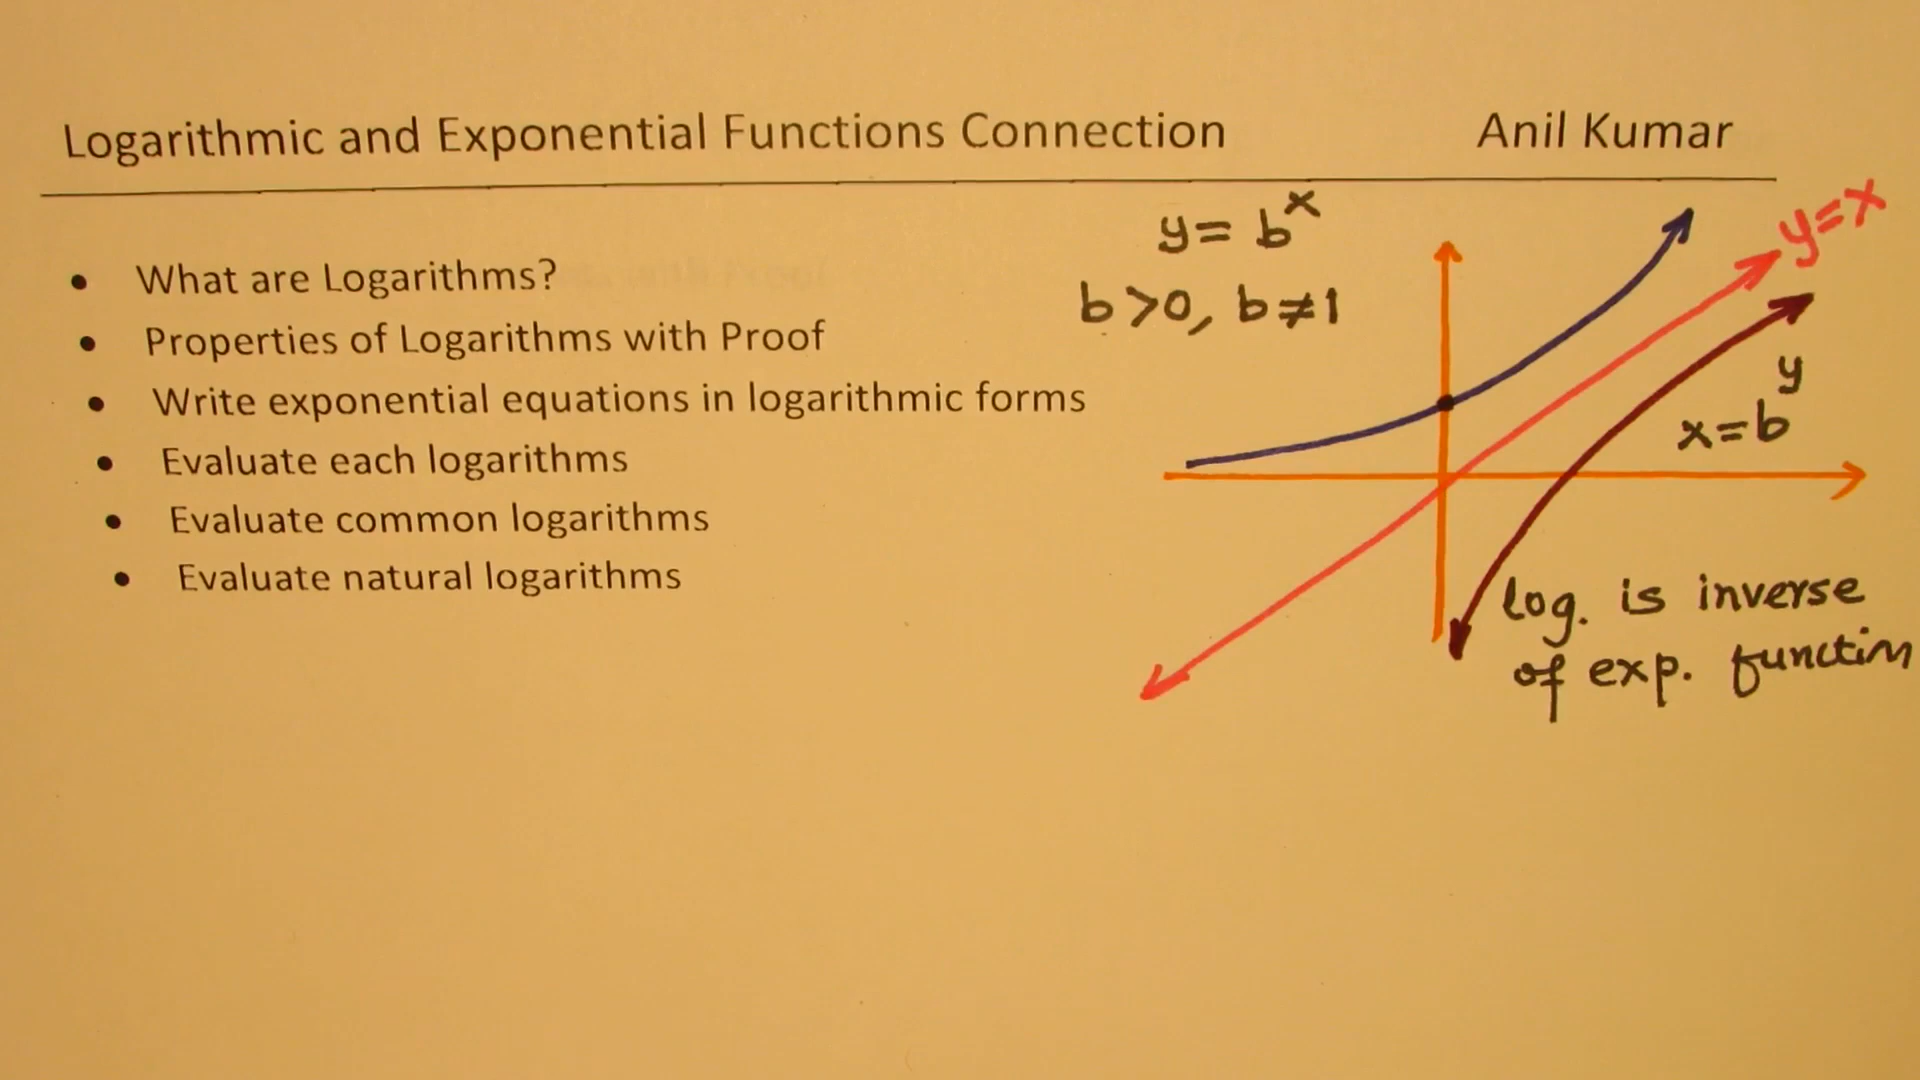 Logarithmic and Exponential Functions Connection Anil Kumar
• What are Logarithms?
• Properties of Logarithms with Proof
• Write exponential equations in logarithmic forms
• Evaluate each logarithms
• Evaluate common logarithms
• Evaluate natural logarithms
y = b^x
b > 0, b ≠ 1
y = x
x = b^y
log. is inverse
of exp. function